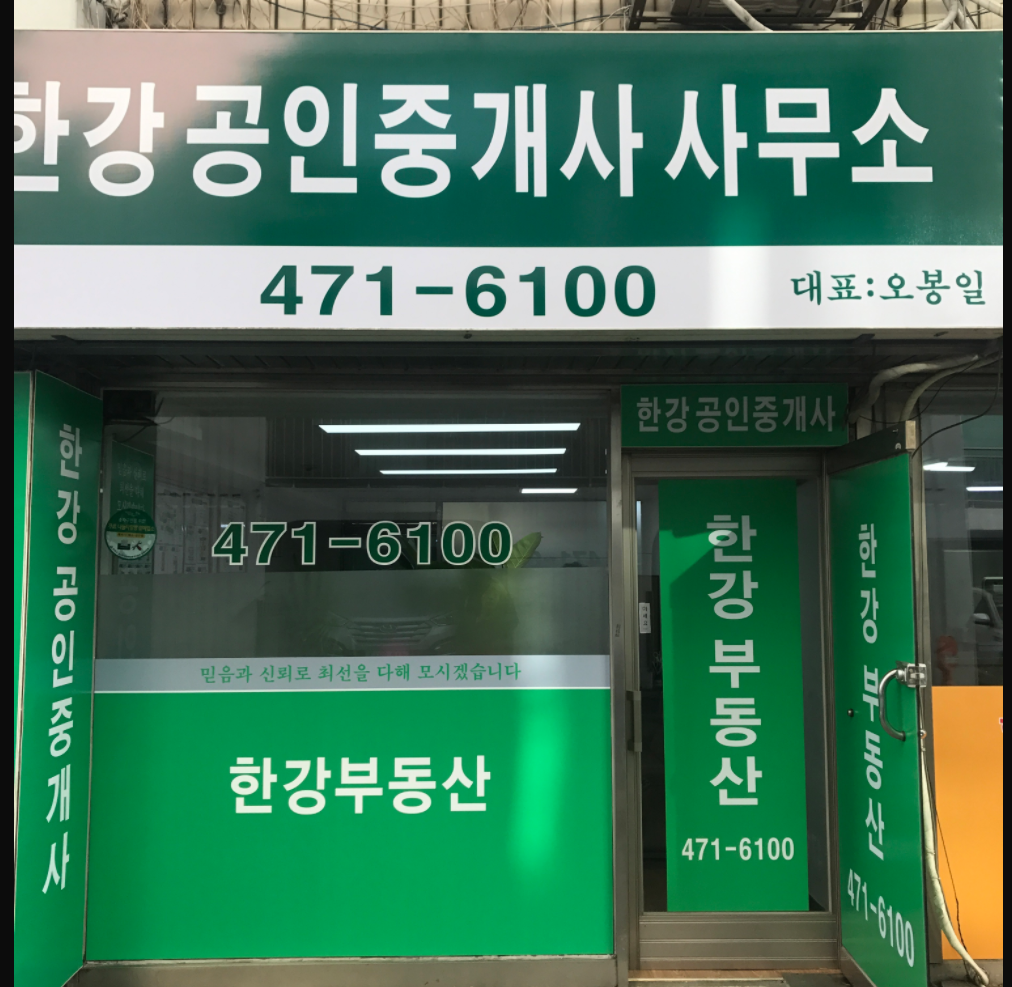 한강 공인중개사 사무소
471-6100
대표:오봉일
한강 공인중개사
한강공인중개사
471-6100
믿음과 신뢰로 최선을 다해 모시겠습니다
한강부동산
한강 부동산
471-6100
한강 부동산
471-6100